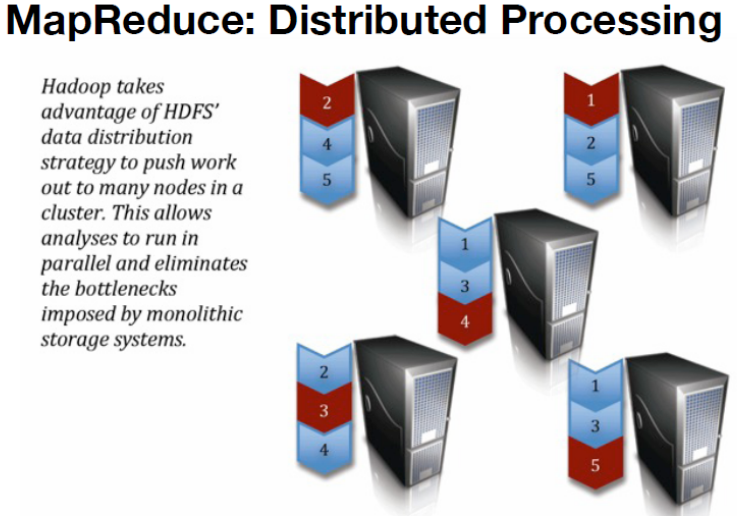 MapReduce: Distributed Processing
Hadoop takes
advantage of HDFS'
data distribution
strategy to push work
out to many nodes in a
cluster. This allows
analyses to run in
parallel and eliminates
the bottlenecks
imposed by monolithic
storage systems.
2
4
5
1
2
5
1
3
4
2
3
4
1
3
5